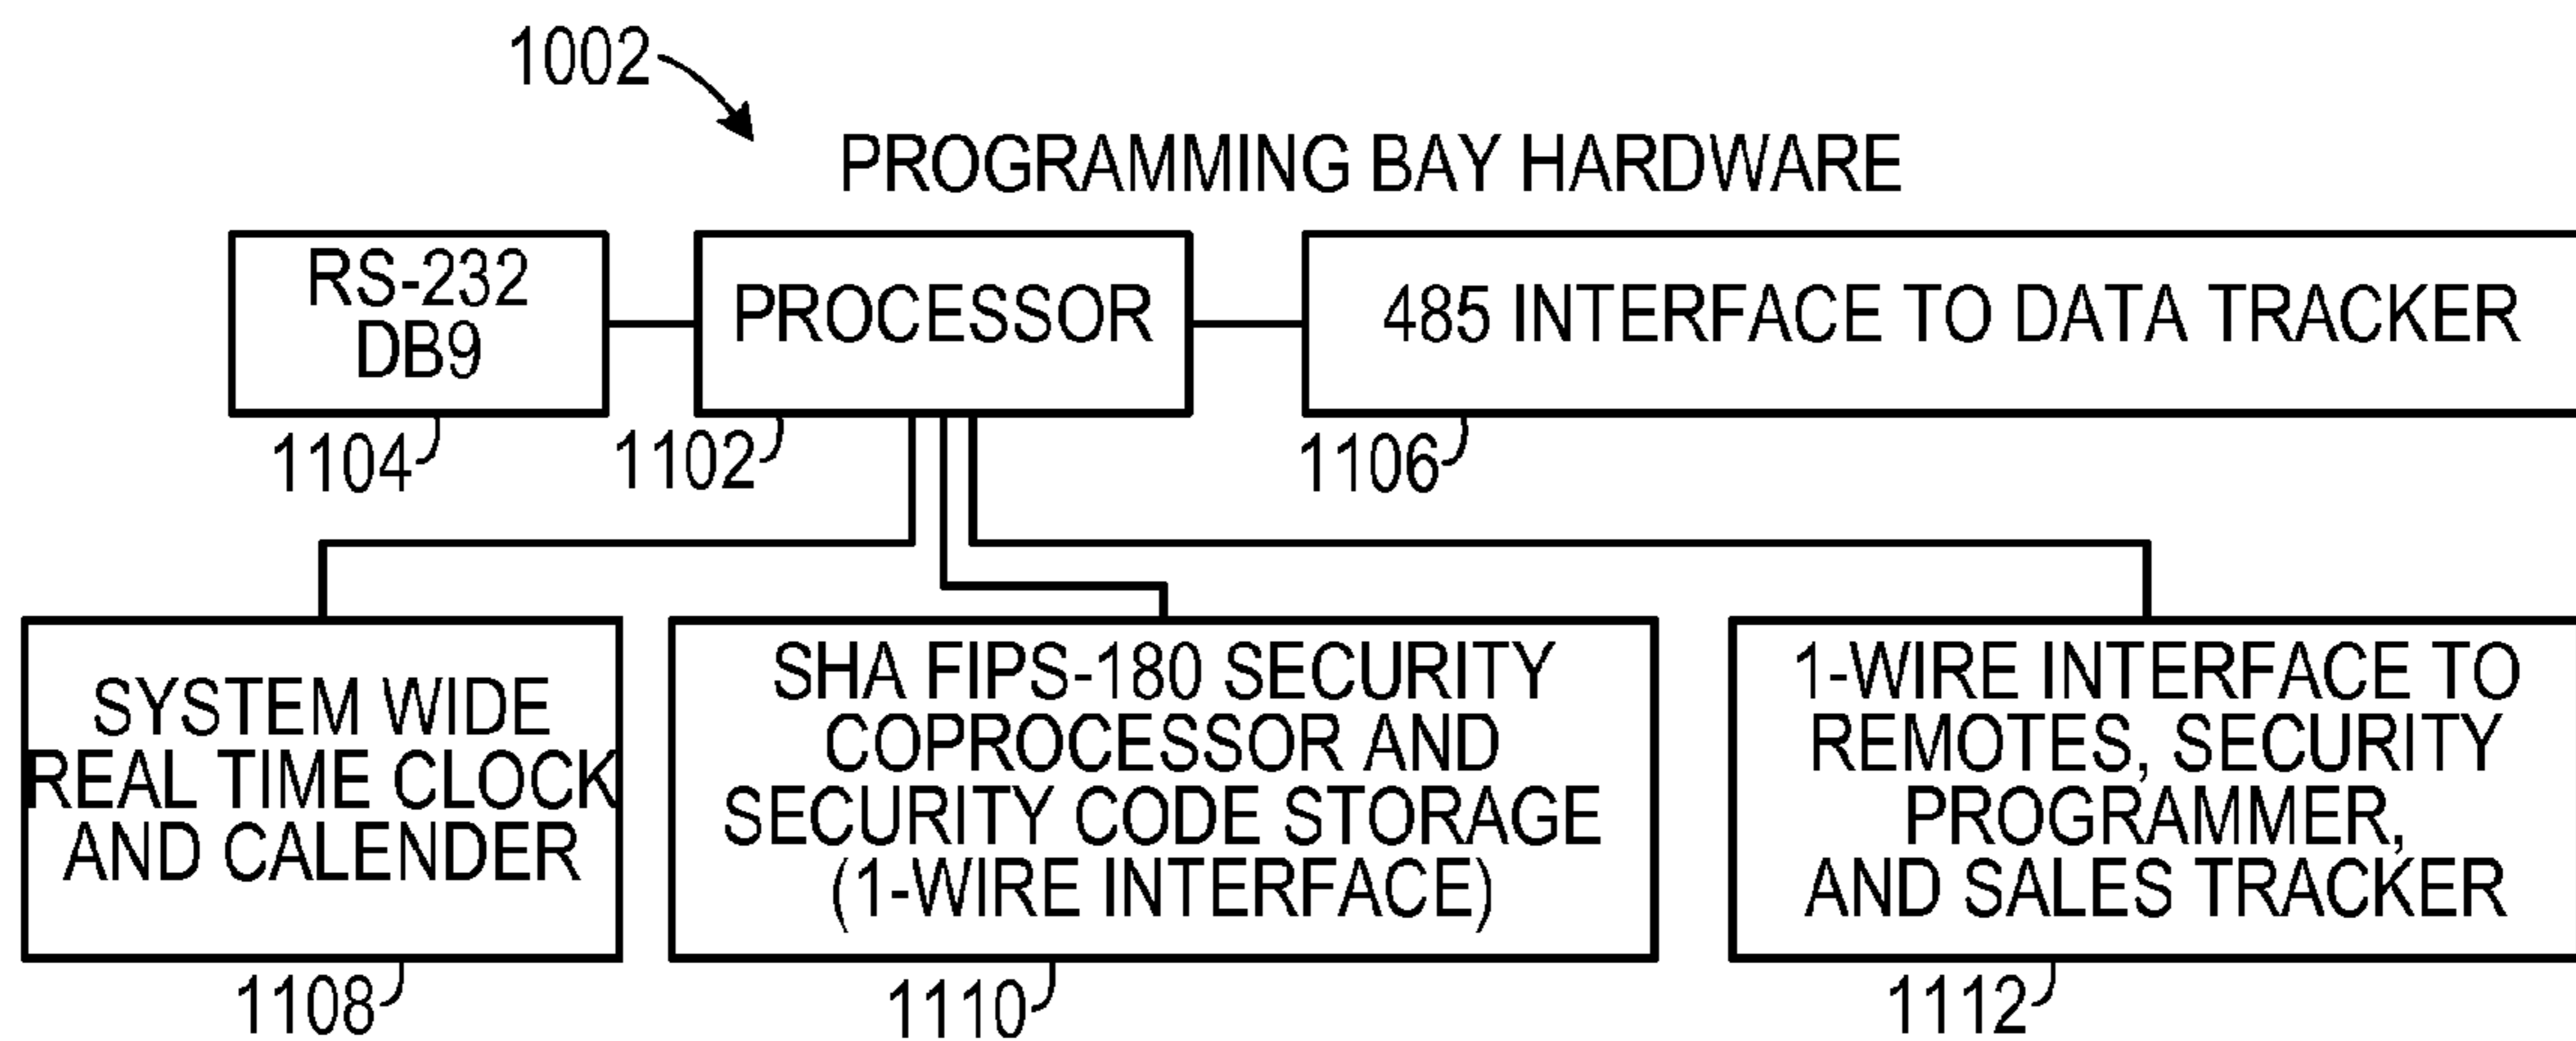 1002
PROGRAMMING BAY HARDWARE
RS-232
DB9
PROCESSOR
485 INTERFACE TO DATA TRACKER
1104
1102
1106
SYSTEM WIDE
REAL TIME CLOCK
AND CALENDER
SHA FIPS-180 SECURITY
COPROCESSOR AND
SECURITY CODE STORAGE
(1-WIRE INTERFACE)
1-WIRE INTERFACE TO
REMOTES, SECURITY
PROGRAMMER,
AND SALES TRACKER
1108
1110
1112